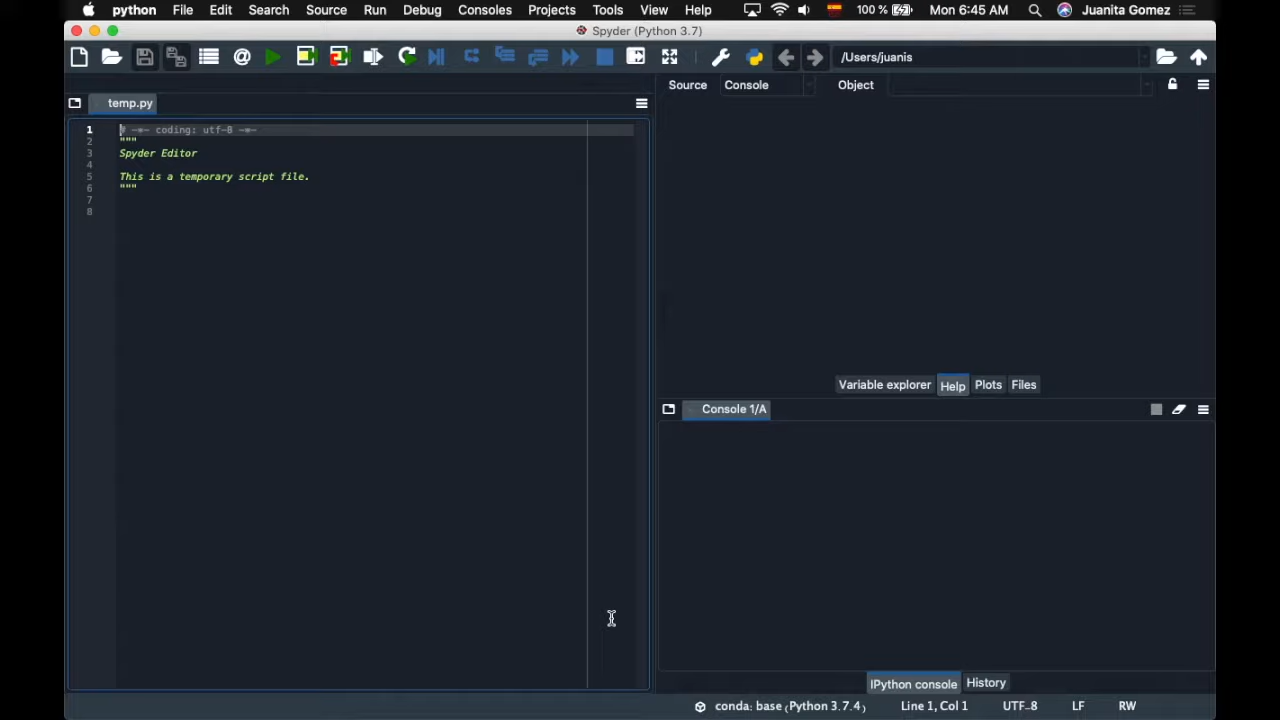 python File Edit Search Source Run Debug Consoles Projects Tools View Help 100 % Mon 6:45 AM Juanita Gomez
Spyder (Python 3.7)
/Users/juanis
Source Console Object
temp.py
1 # -*- coding: utf-8 -*-
2 """
3 Spyder Editor
4
5 This is a temporary script file.
6 """
7
8
Variable explorer Help Plots Files
Console 1/A
IPython console History
conda: base (Python 3.7.4) Line 1, Col 1 UTF-8 LF RW